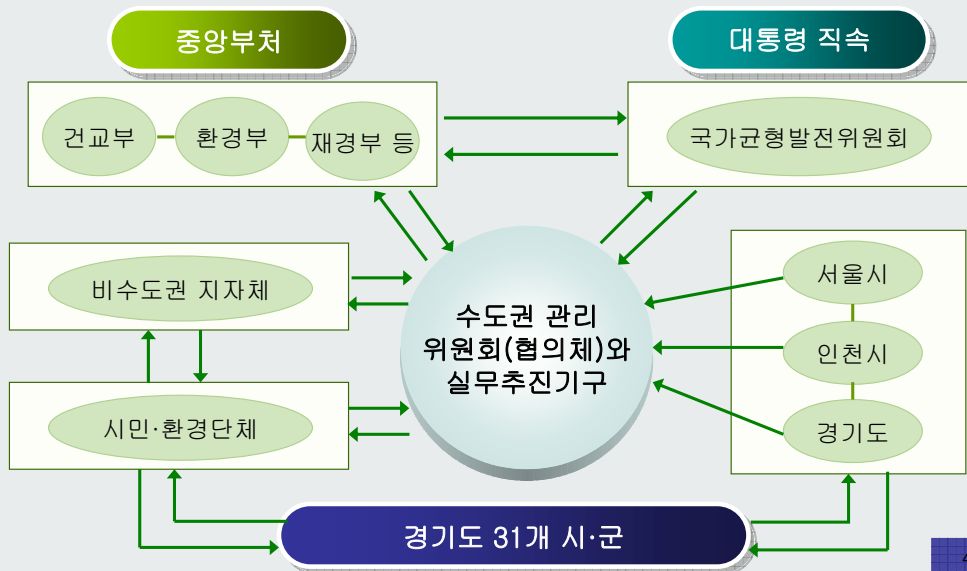 중앙부처
대통령 직속
건교부
환경부
재경부 등
국가균형발전위원회
비수도권 지자체
시민·환경단체
수도권 관리
위원회(협의체)와
실무추진기구
서울시
인천시
경기도
경기도 31개 시·군
4